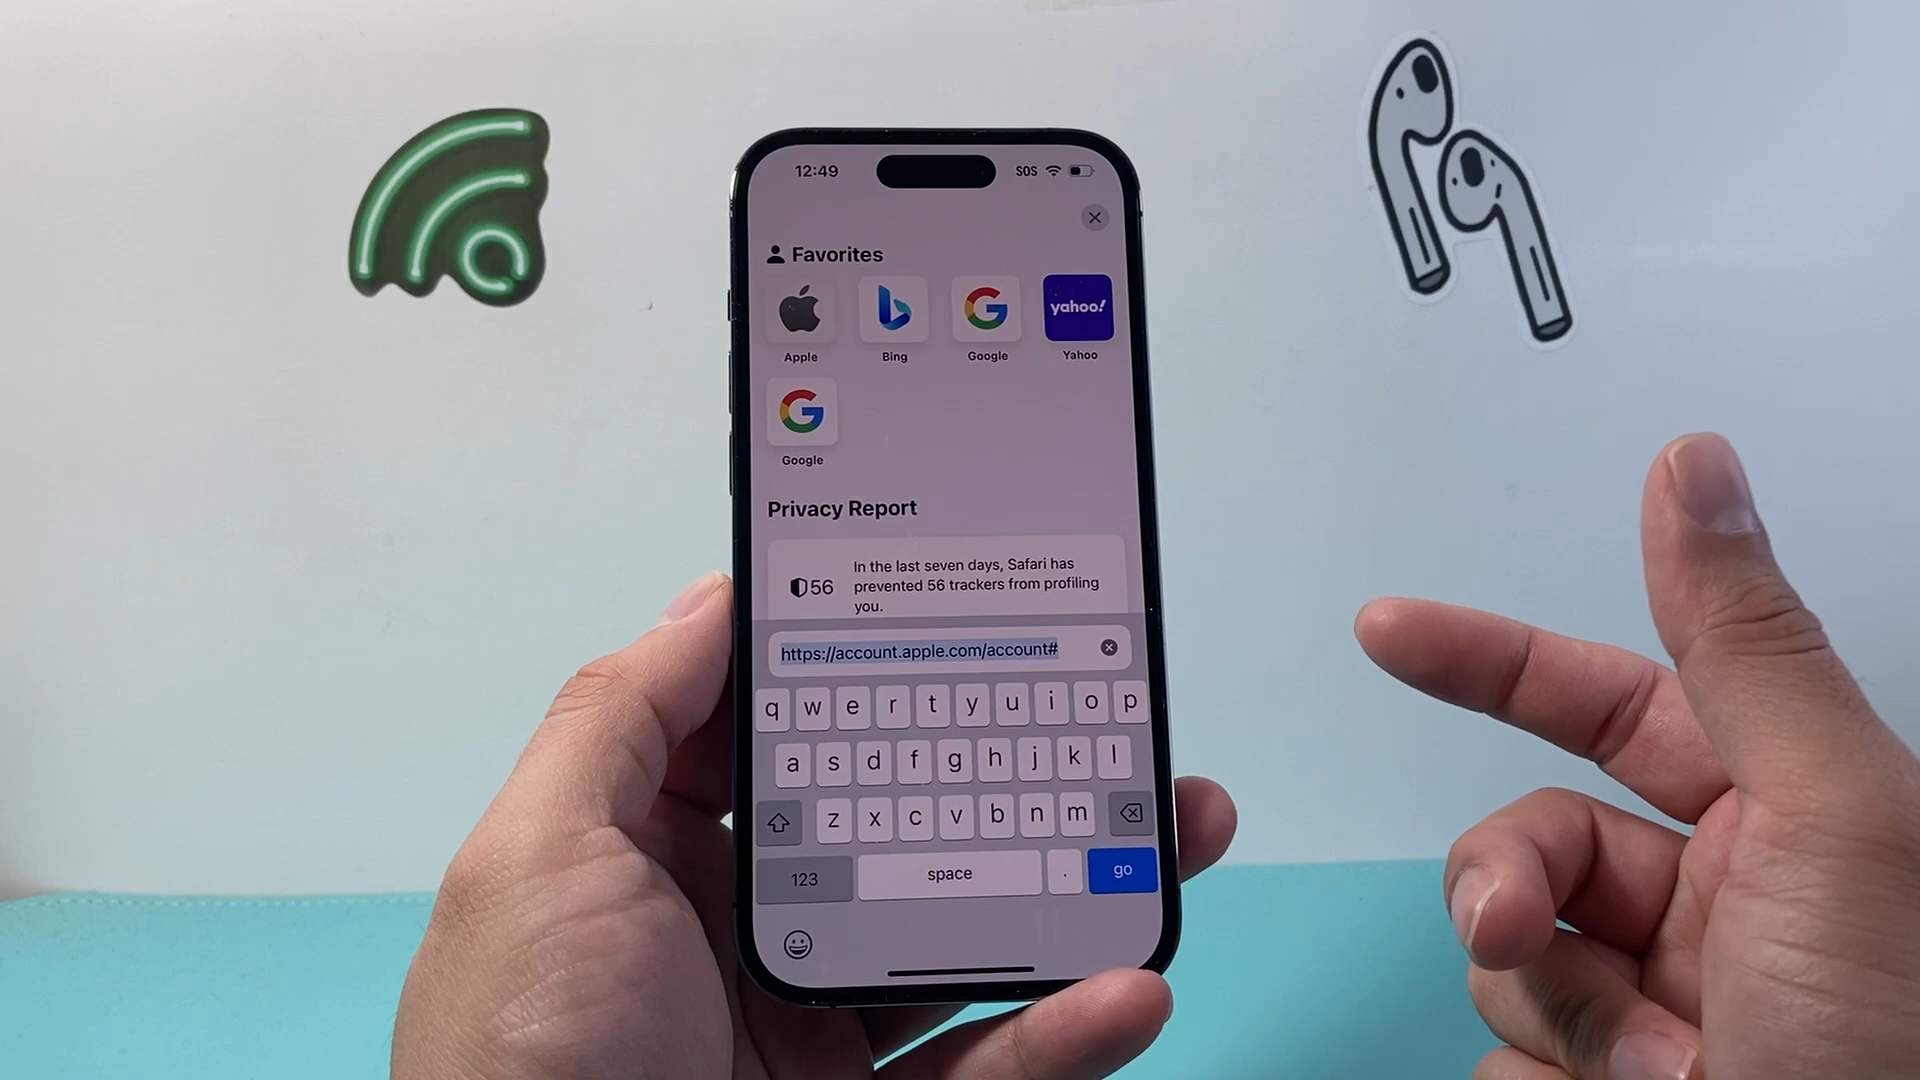 12:49 SOS
Favorites
yahoo!
Apple Bing Google Yahoo
Google
Privacy Report
56
In the last seven days, Safari has
prevented 56 trackers from profiling
you.
https://account.apple.com/account#
q w e r t y u i o p
a s d f g h j k l
z x c v b n m
123 space . go